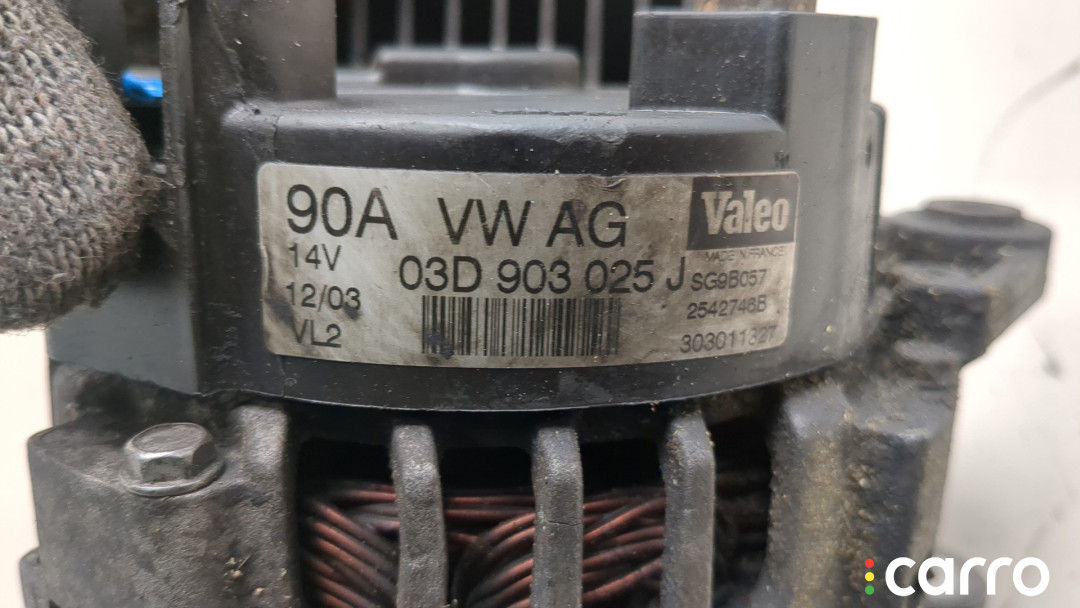 90A VW AG
Valeo
MADE IN FRANCE
14V
03D 903 025 J
SG9B057
12/03
2542746B
VL2
303011327
carro